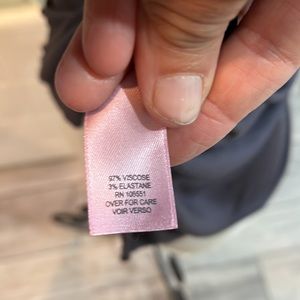 97% VISCOSE
3% ELASTANE
RN 106551
OVER FOR CARE
VOIR VERSO